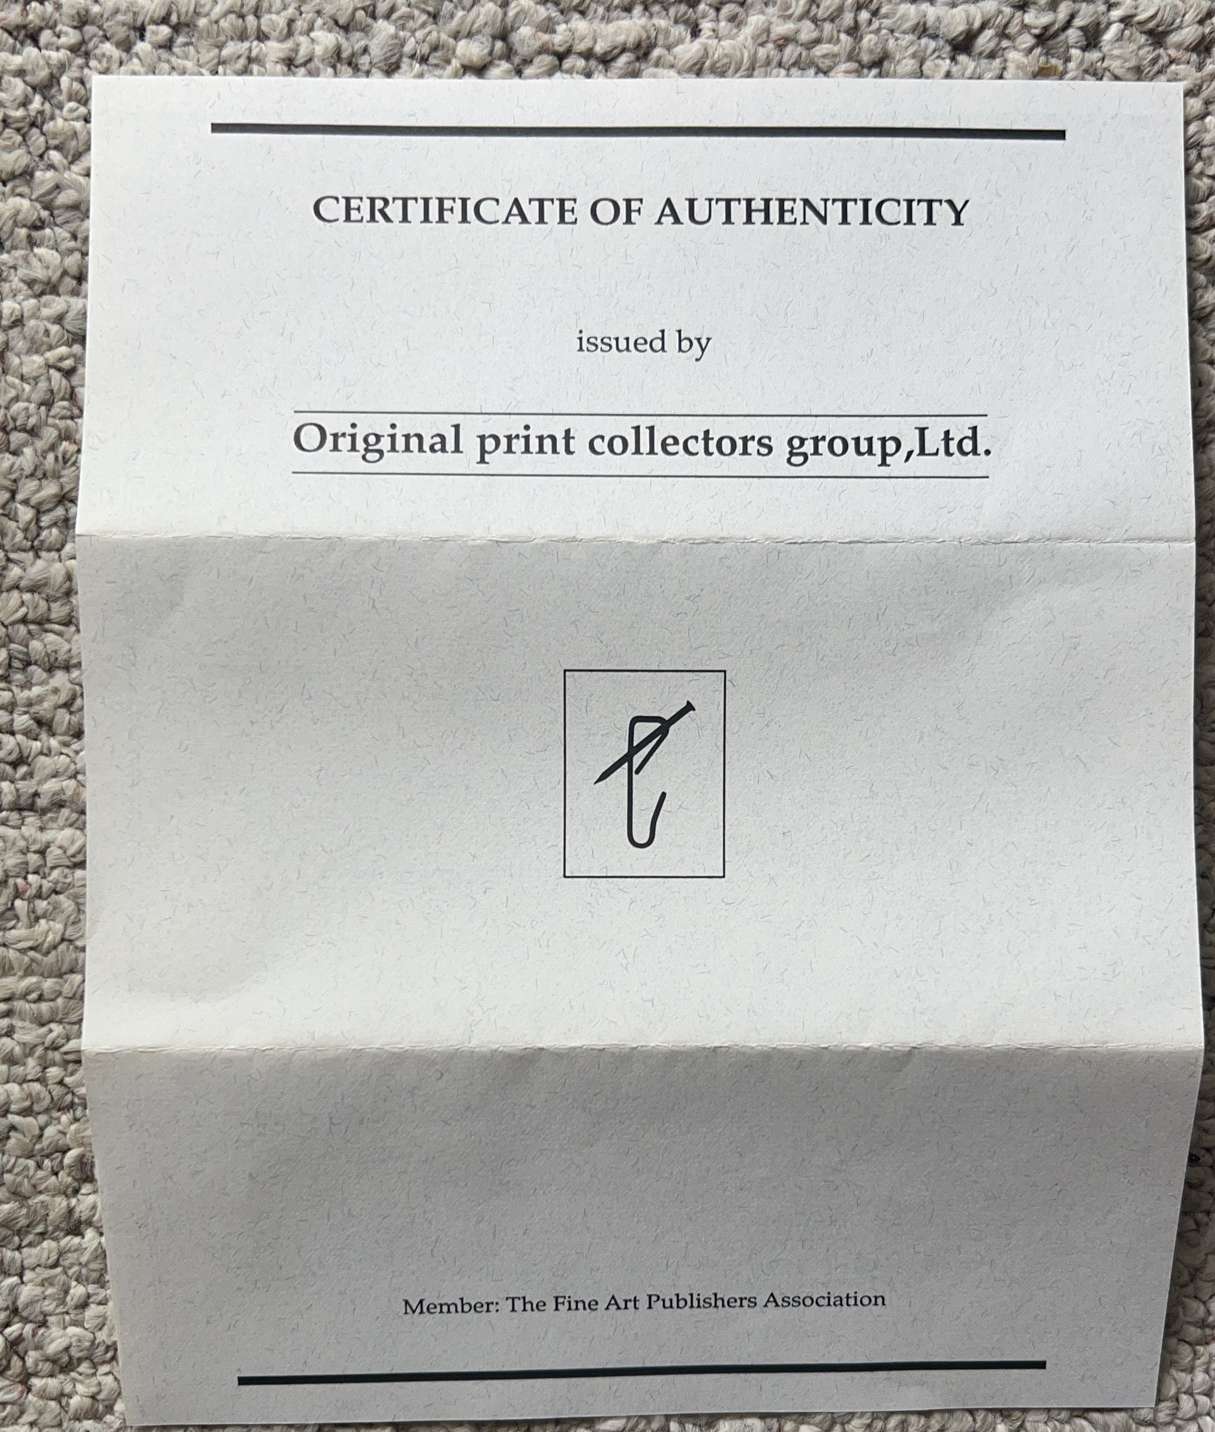 CERTIFICATE OF AUTHENTICITY
issued by
Original print collectors group,Ltd.
Member: The Fine Art Publishers Association